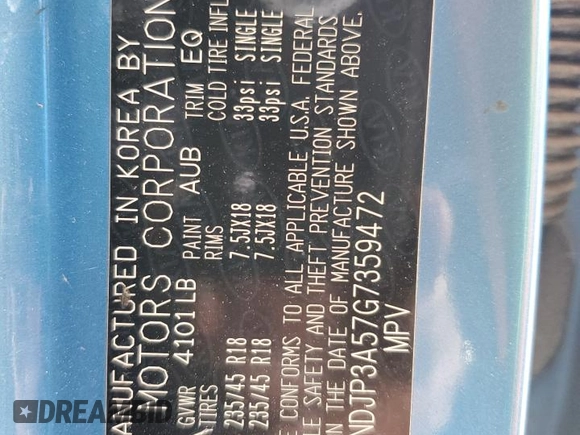 ANUFACTURED IN KOREA BY
MOTORS CORPORATION
GVWR PAINT TRIM
4101 LB AUB EQ
TIRES RIMS COLD TIRE INFL
235/45 R18 7.5JX18 33psi SINGLE
235/45 R18 7.5JX18 33psi SINGLE
E CONFORMS TO ALL APPLICABLE U.S.A. FEDERAL
LE SAFETY AND THEFT PREVENTION STANDARDS
N THE DATE OF MANUFACTURE SHOWN ABOVE.
NDJP3A57G7359472
MPV
DREAMBID